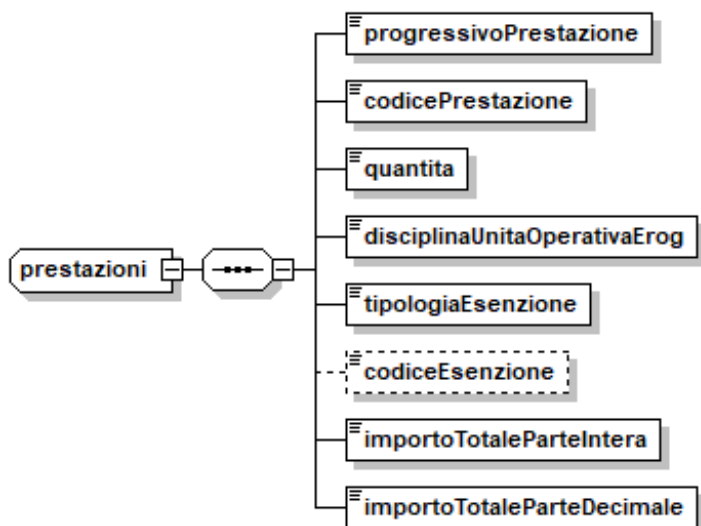 progressivoPrestazione
codicePrestazione
quantita
disciplinaUnitaOperativaErog
prestazioni
tipologiaEsenzione
codiceEsenzione
importoTotaleParteIntera
importoTotaleParteDecimale